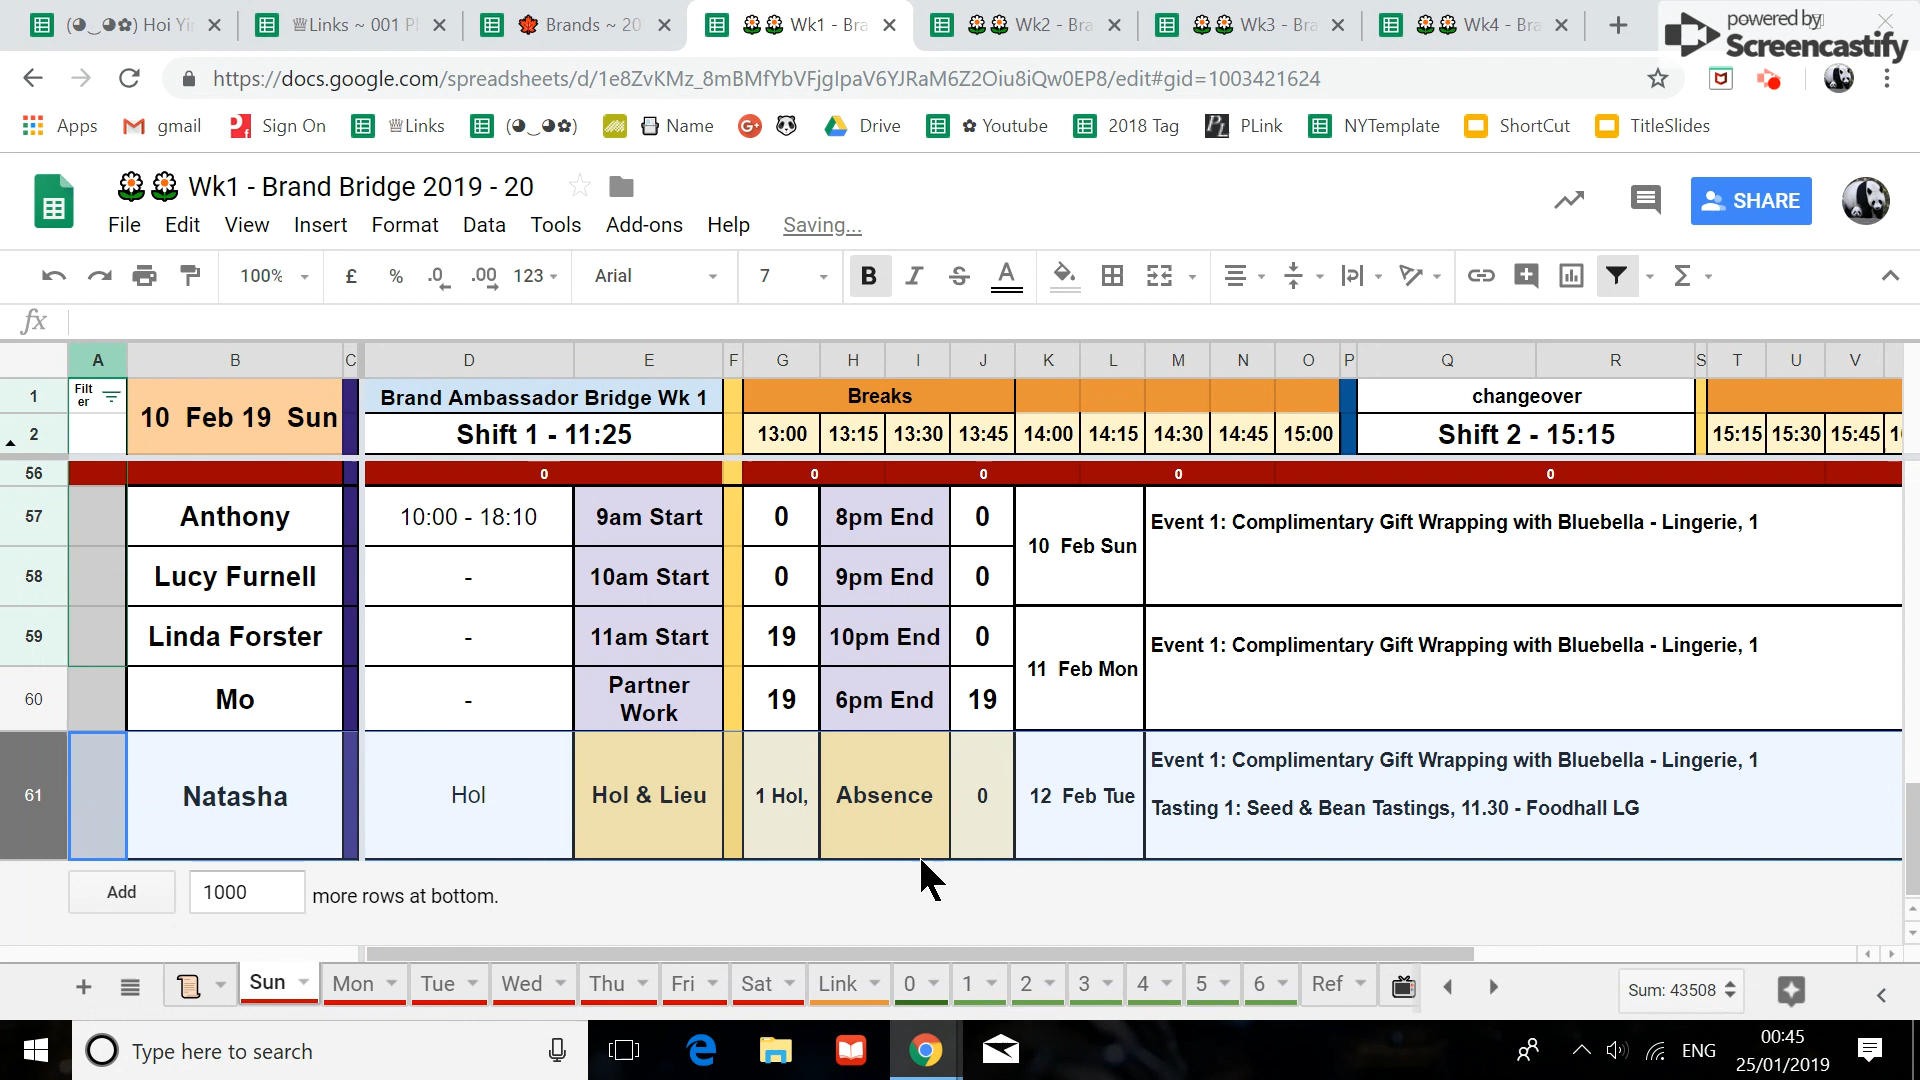 (◕‿◕✿) Hoi Yi
♕Links ~ 001 P
🍁 Brands ~ 20
Wk1 - Bra
Wk2 - Bra
Wk3 - Bra
Wk4 - Bra
powered by
Screencastify
https://docs.google.com/spreadsheets/d/1e8ZvKMz_8mBMfYbVFjgIpaV6YJRaM6Z2Oiu8iQw0EP8/edit#gid=1003421624
Apps gmail Sign On ♕Links (◕‿◕✿) Name Drive ✿ Youtube 2018 Tag PLink NYTemplate ShortCut TitleSlides
Wk1 - Brand Bridge 2019 - 20
SHARE
File Edit View Insert Format Data Tools Add-ons Help Saving...
100% £ % .0 .00 123 Arial 7 B I S A Σ
fx
A B C D E F G H I J K L M N O P Q R S T U V
1 Filter 10 Feb 19 Sun Brand Ambassador Bridge Wk 1 Breaks changeover
2 Shift 1 - 11:25 13:00 13:15 13:30 13:45 14:00 14:15 14:30 14:45 15:00 Shift 2 - 15:15 15:15 15:30 15:45
56 0 0 0 0 0
57 Anthony 10:00 - 18:10 9am Start 0 8pm End 0 10 Feb Sun Event 1: Complimentary Gift Wrapping with Bluebella - Lingerie, 1
58 Lucy Furnell - 10am Start 0 9pm End 0
59 Linda Forster - 11am Start 19 10pm End 0 11 Feb Mon Event 1: Complimentary Gift Wrapping with Bluebella - Lingerie, 1
60 Mo - Partner Work 19 6pm End 19
61 Natasha Hol Hol & Lieu 1 Hol, Absence 0 12 Feb Tue Event 1: Complimentary Gift Wrapping with Bluebella - Lingerie, 1
Tasting 1: Seed & Bean Tastings, 11.30 - Foodhall LG
Add 1000 more rows at bottom.
Sun Mon Tue Wed Thu Fri Sat Link 0 1 2 3 4 5 6 Ref Sum: 43508
Type here to search
ENG
00:45
25/01/2019